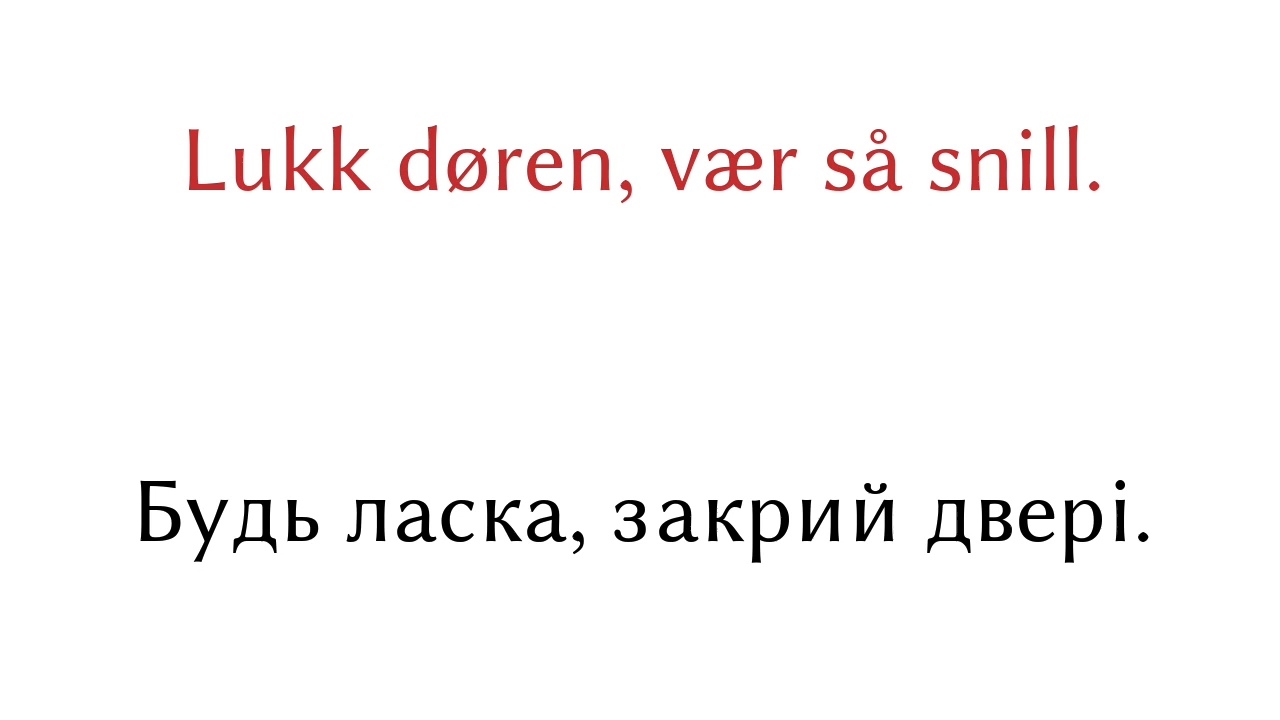 Lukk døren, vær så snill.
Будь ласка, закрий двері.